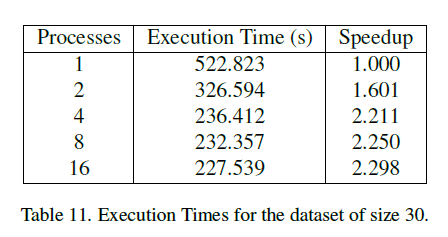 Processes Execution Time (s) Speedup
1 522.823 1.000
2 326.594 1.601
4 236.412 2.211
8 232.357 2.250
16 227.539 2.298
Table 11. Execution Times for the dataset of size 30.